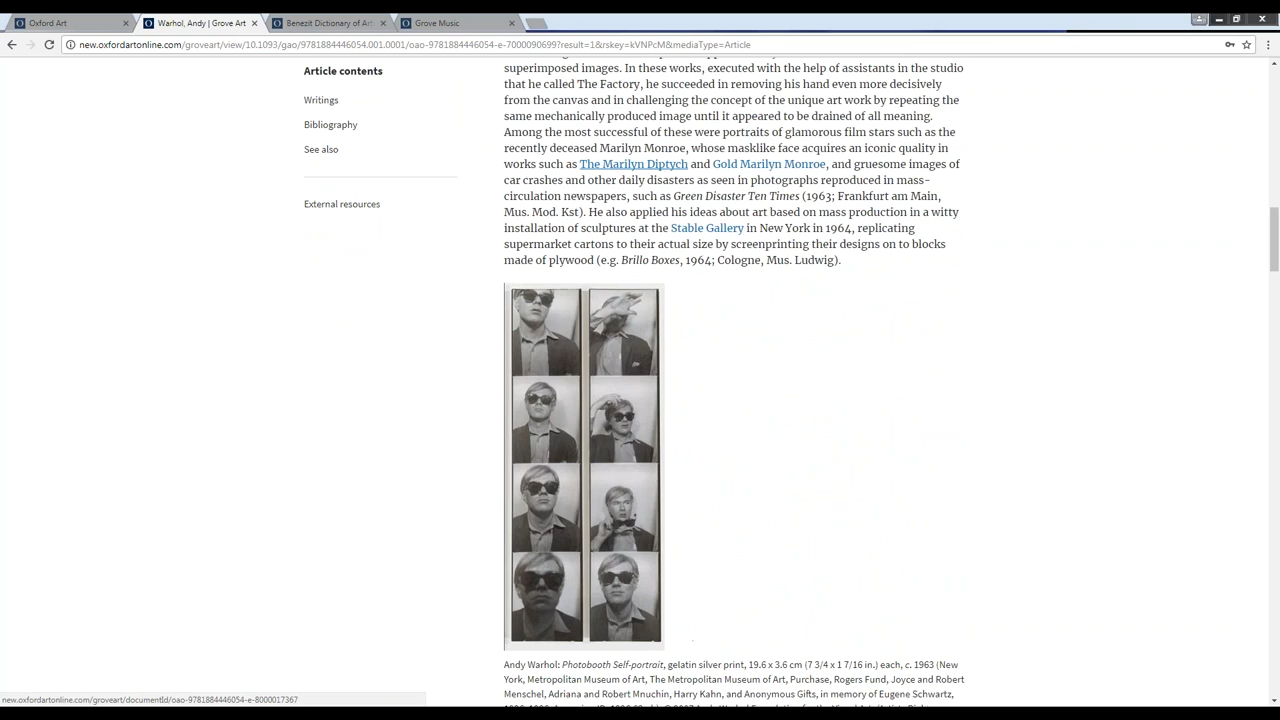 Oxford Art
Warhol, Andy | Grove Art
Benezit Dictionary of Art
Grove Music
new.oxfordartonline.com/groveart/view/10.1093/gao/9781884446054.001.0001/oao-9781884446054-e-7000090699?result=1&rskey=kVNPcM&mediaType=Article
Article contents
Writings
Bibliography
See also
External resources
superimposed images. In these works, executed with the help of assistants in the studio
that he called The Factory, he succeeded in removing his hand even more decisively
from the canvas and in challenging the concept of the unique art work by repeating the
same mechanically produced image until it appeared to be drained of all meaning.
Among the most successful of these were portraits of glamorous film stars such as the
recently deceased Marilyn Monroe, whose masklike face acquires an iconic quality in
works such as The Marilyn Diptych and Gold Marilyn Monroe, and gruesome images of
car crashes and other daily disasters as seen in photographs reproduced in mass-
circulation newspapers, such as Green Disaster Ten Times (1963; Frankfurt am Main,
Mus. Mod. Kst). He also applied his ideas about art based on mass production in a witty
installation of sculptures at the Stable Gallery in New York in 1964, replicating
supermarket cartons to their actual size by screenprinting their designs on to blocks
made of plywood (e.g. Brillo Boxes, 1964; Cologne, Mus. Ludwig).
Andy Warhol: Photobooth Self-portrait, gelatin silver print, 19.6 x 3.6 cm (7 3/4 x 1 7/16 in.) each, c. 1963 (New
York, Metropolitan Museum of Art, The Metropolitan Museum of Art, Purchase, Rogers Fund, Joyce and Robert
Menschel, Adriana and Robert Mnuchin, Harry Kahn, and Anonymous Gifts, in memory of Eugene Schwartz,
new.oxfordartonline.com/groveart/documentId/oao-9781884446054-e-8000017367